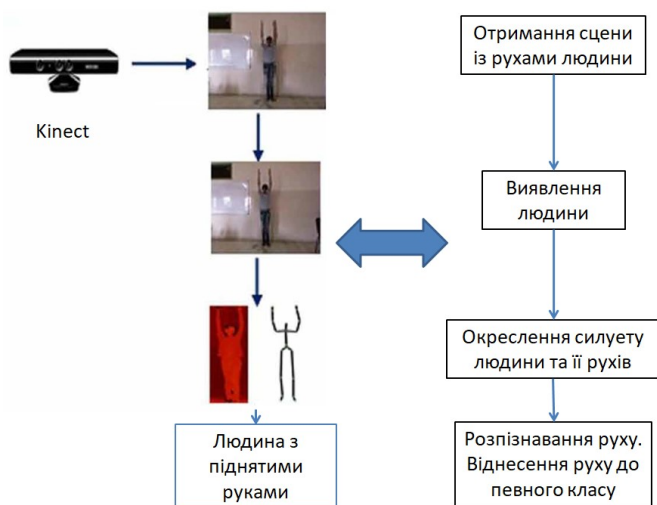 Kinect
Людина з
піднятими
руками
Отримання сцени
із рухами людини
Виявлення
людини
Окреслення силуету
людини та її рухів
Розпізнавання руху.
Віднесення руху до
певного класу